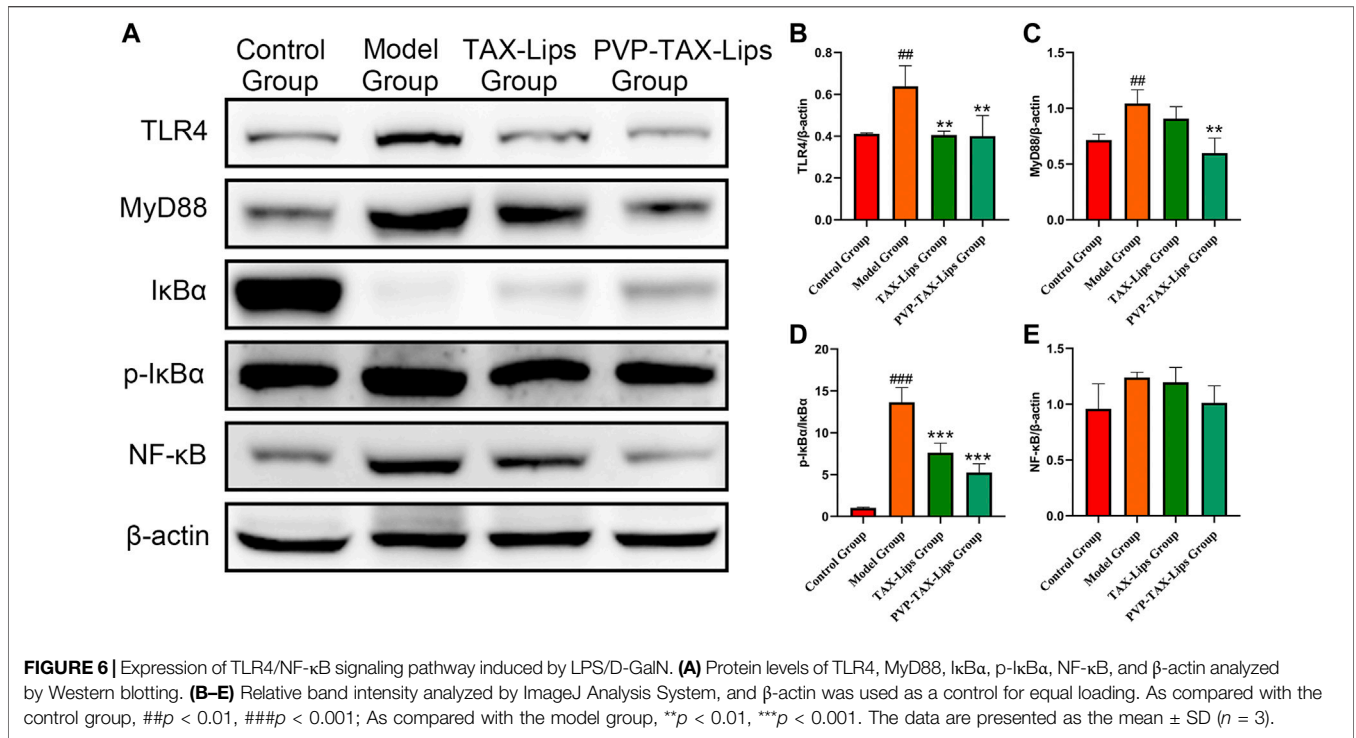 A
Control Group
Model Group
TAX-Lips Group
PVP-TAX-Lips Group
TLR4
MyD88
IκBα
p-IκBα
NF-κB
β-actin
B
TLR4/β-actin
0.8
0.6
0.4
0.2
0.0
##
**
**
Control Group
Model Group
TAX-Lips Group
PVP-TAX-Lips Group
C
MyD88/β-actin
1.5
1.0
0.5
0.0
##
**
Control Group
Model Group
TAX-Lips Group
PVP-TAX-Lips Group
D
p-IκBα/IκBα
20
15
10
5
0
###
***
***
Control Group
Model Group
TAX-Lips Group
PVP-TAX-Lips Group
E
NF-κB/β-actin
1.5
1.0
0.5
0.0
Control Group
Model Group
TAX-Lips Group
PVP-TAX-Lips Group
FIGURE 6 | Expression of TLR4/NF-κB signaling pathway induced by LPS/D-GalN. (A) Protein levels of TLR4, MyD88, IκBα, p-IκBα, NF-κB, and β-actin analyzed
by Western blotting. (B–E) Relative band intensity analyzed by ImageJ Analysis System, and β-actin was used as a control for equal loading. As compared with the
control group, ##p < 0.01, ###p < 0.001; As compared with the model group, **p < 0.01, ***p < 0.001. The data are presented as the mean ± SD (n = 3).